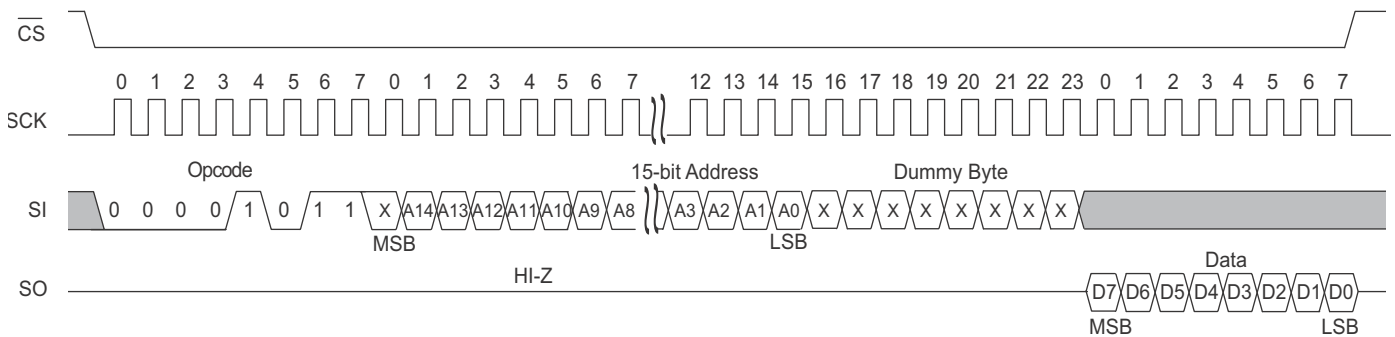 CS
0 1 2 3 4 5 6 7 0 1 2 3 4 5 6 7 12 13 14 15 16 17 18 19 20 21 22 23 0 1 2 3 4 5 6 7
SCK
Opcode 15-bit Address Dummy Byte
SI 0 0 0 0 1 0 1 1 X A14 A13 A12 A11 A10 A9 A8 A3 A2 A1 A0 X X X X X X X X
MSB LSB
HI-Z Data
SO D7 D6 D5 D4 D3 D2 D1 D0
MSB LSB